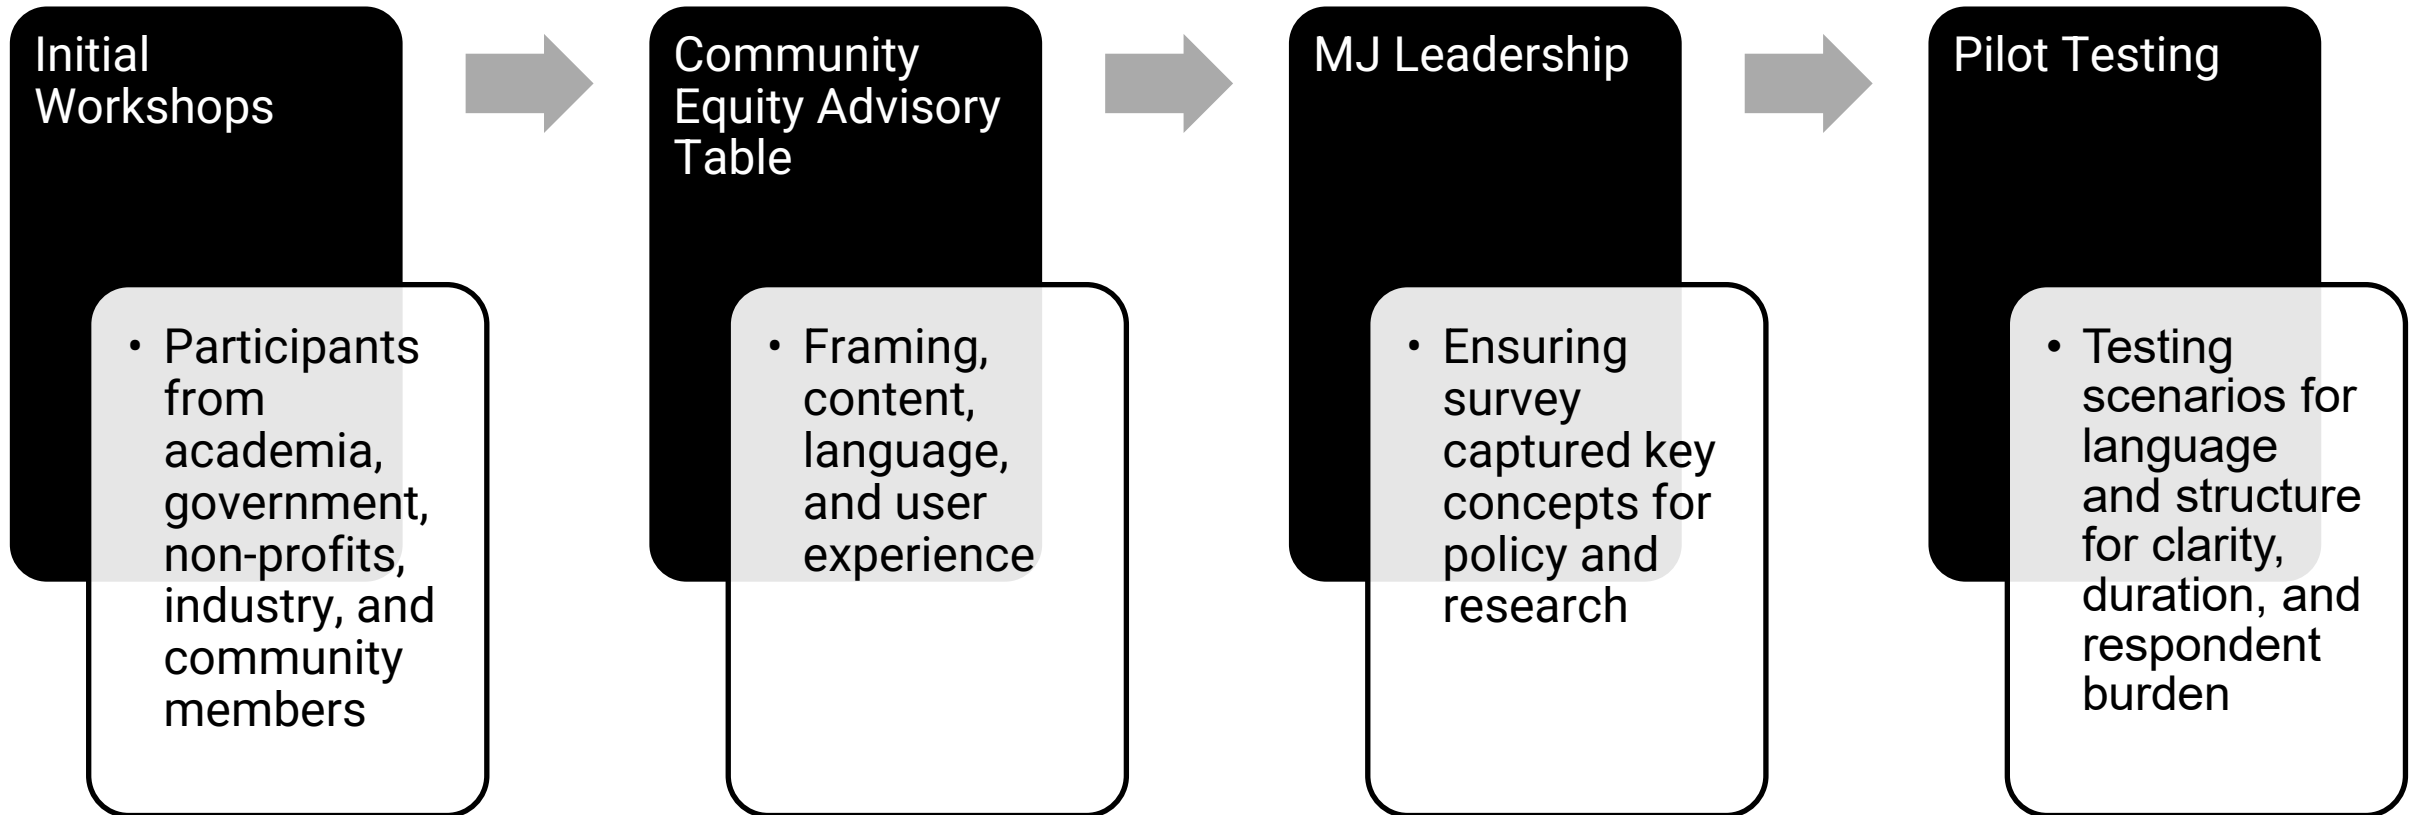 Initial
Workshops
• Participants
from
academia,
government,
non-profits,
industry, and
community
members
Community
Equity Advisory
Table
• Framing,
content,
language,
and user
experience
MJ Leadership
• Ensuring
survey
captured key
concepts for
policy and
research
Pilot Testing
• Testing
scenarios for
language
and structure
for clarity,
duration, and
respondent
burden